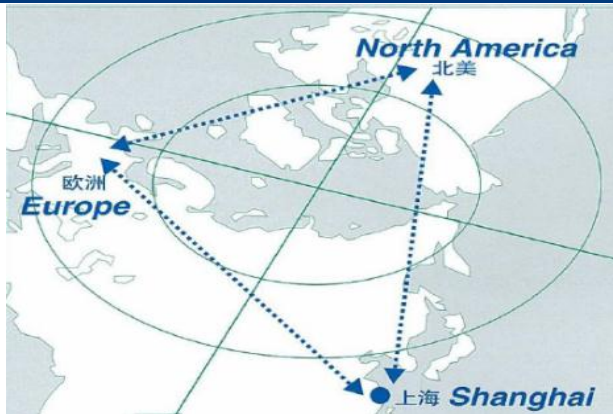 North America
北美
欧洲
Europe
上海 Shanghai